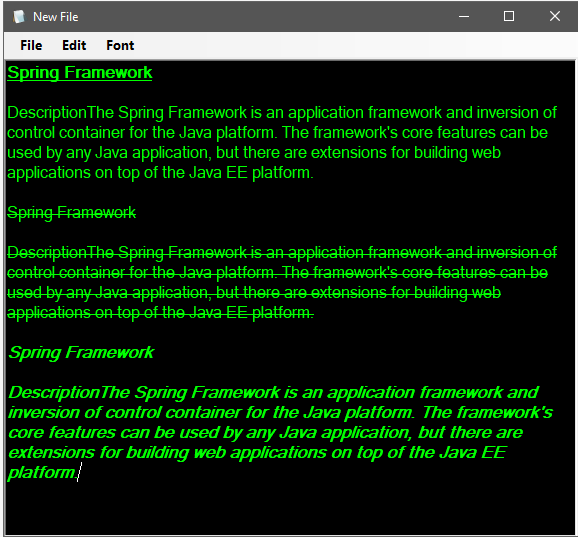 New File
File Edit Font
Spring Framework
DescriptionThe Spring Framework is an application framework and inversion of
control container for the Java platform. The framework's core features can be
used by any Java application, but there are extensions for building web
applications on top of the Java EE platform.
Spring Framework
DescriptionThe Spring Framework is an application framework and inversion of
control container for the Java platform. The framework's core features can be
used by any Java application, but there are extensions for building web
applications on top of the Java EE platform.
Spring Framework
DescriptionThe Spring Framework is an application framework and
inversion of control container for the Java platform. The framework's
core features can be used by any Java application, but there are
extensions for building web applications on top of the Java EE
platform.